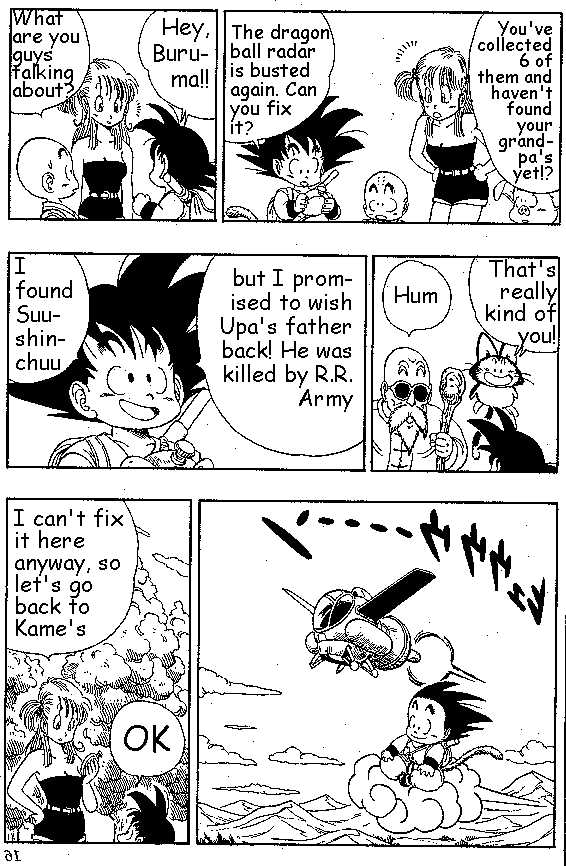 What
are you
guys
talking
about?
Hey,
Buru-
ma!!
The dragon
ball radar
is busted
again. Can
you fix
it?
You've
collected
6 of
them and
haven't
found
your
grand-
pa's
yet!?
I
found
Suu-
shin-
chuu
but I prom-
ised to wish
Upa's father
back! He was
killed by R.R.
Army
Hum
That's
really
kind of
you!
I can't fix
it here
anyway, so
let's go
back to
Kame's
OK